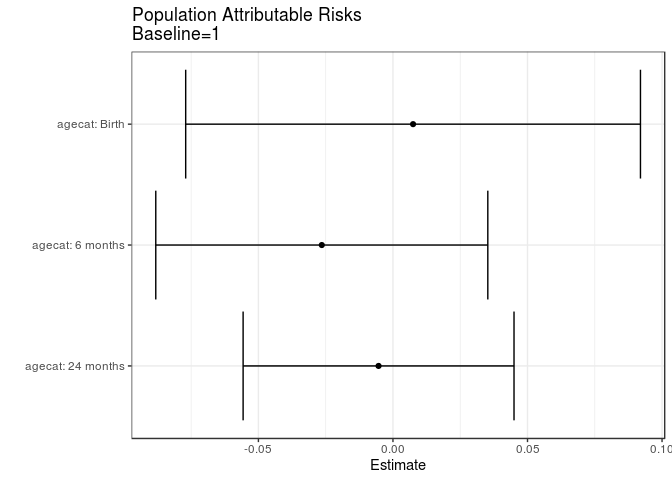 Population Attributable Risks
Baseline=1
agecat: Birth
agecat: 6 months
agecat: 24 months
-0.05
0.00
0.05
0.10
Estimate